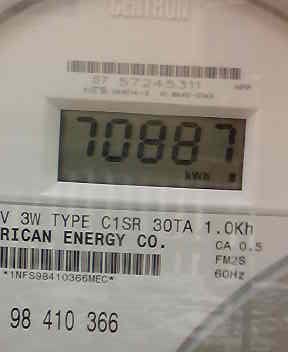 CENTRON
57245311
70887
kWh
V 3W TYPE C1SR 30TA 1.0Kh
RICAN ENERGY CO.
CA 0.5
FM2S
60Hz
*1NFS98410366MEC*
98 410 366